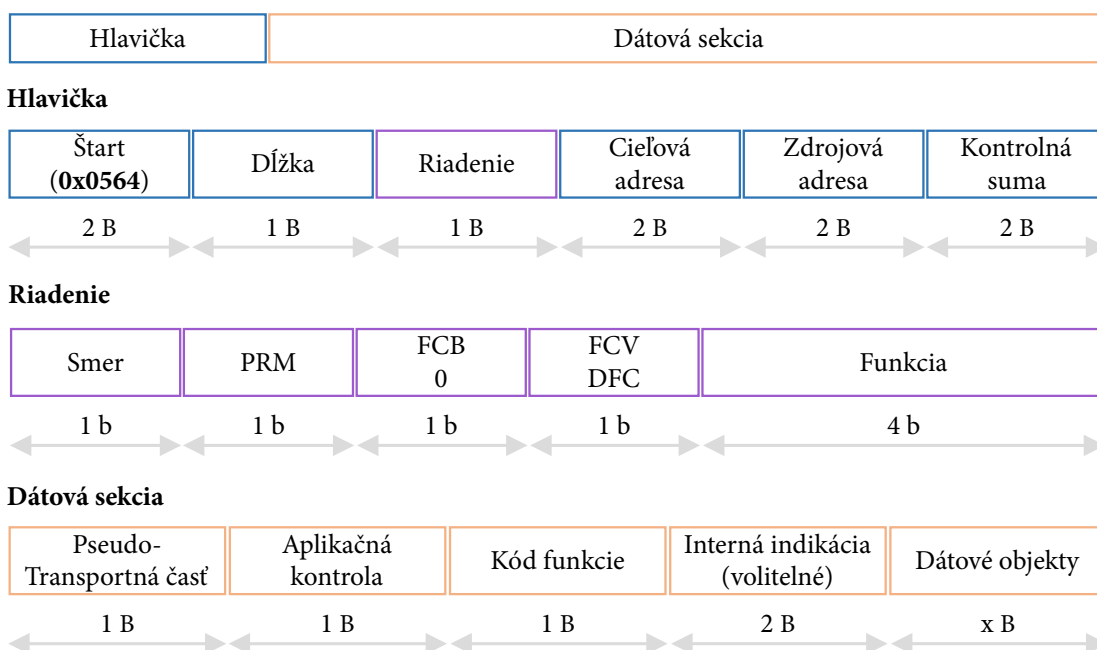 Hlavička Dátová sekcia
Hlavička
Štart
(0x0564)
Dĺžka
Riadenie
Cieľová
adresa
Zdrojová
adresa
Kontrolná
suma
2 B 1 B 1 B 2 B 2 B 2 B
Riadenie
Smer
PRM
FCB
0
FCV
DFC
Funkcia
1 b 1 b 1 b 1 b 4 b
Dátová sekcia
Pseudo-
Transportná časť
Aplikačná
kontrola
Kód funkcie
Interná indikácia
(volitelné)
Dátové objekty
1 B 1 B 1 B 2 B x B